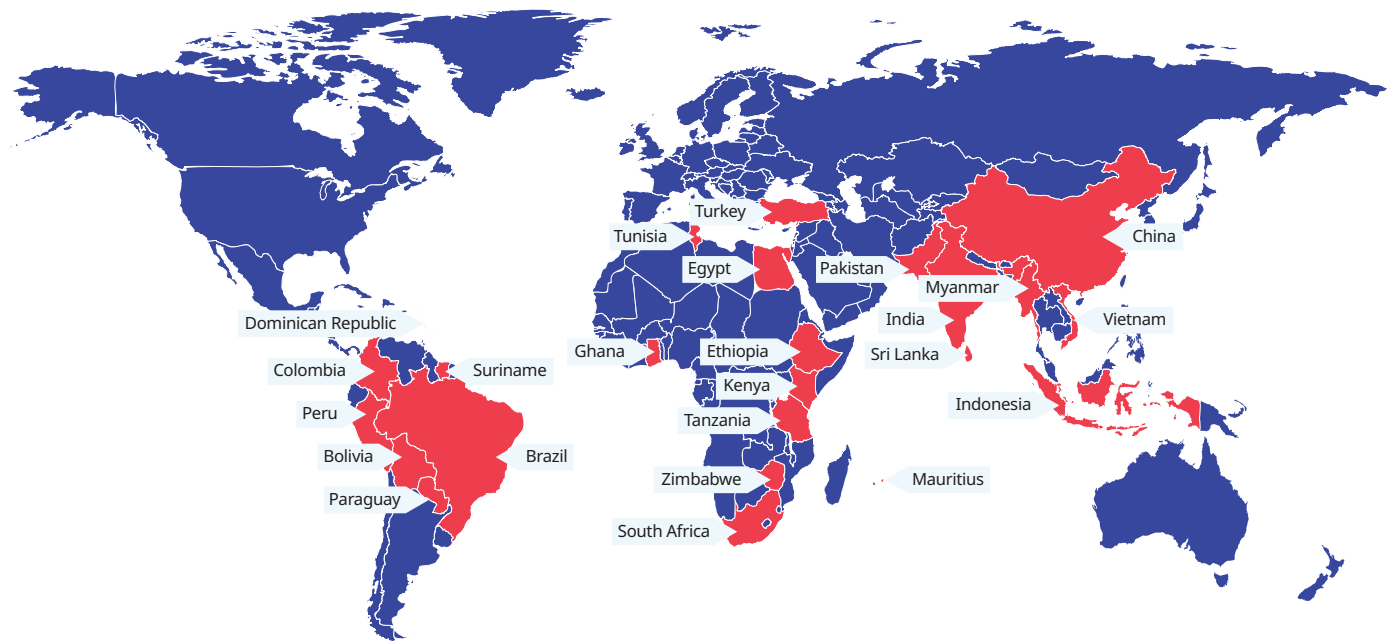 Turkey
Tunisia
China
Egypt
Pakistan
Myanmar
Dominican Republic
India
Vietnam
Ghana
Ethiopia
Sri Lanka
Colombia
Suriname
Kenya
Indonesia
Peru
Tanzania
Bolivia
Brazil
Zimbabwe
Mauritius
Paraguay
South Africa